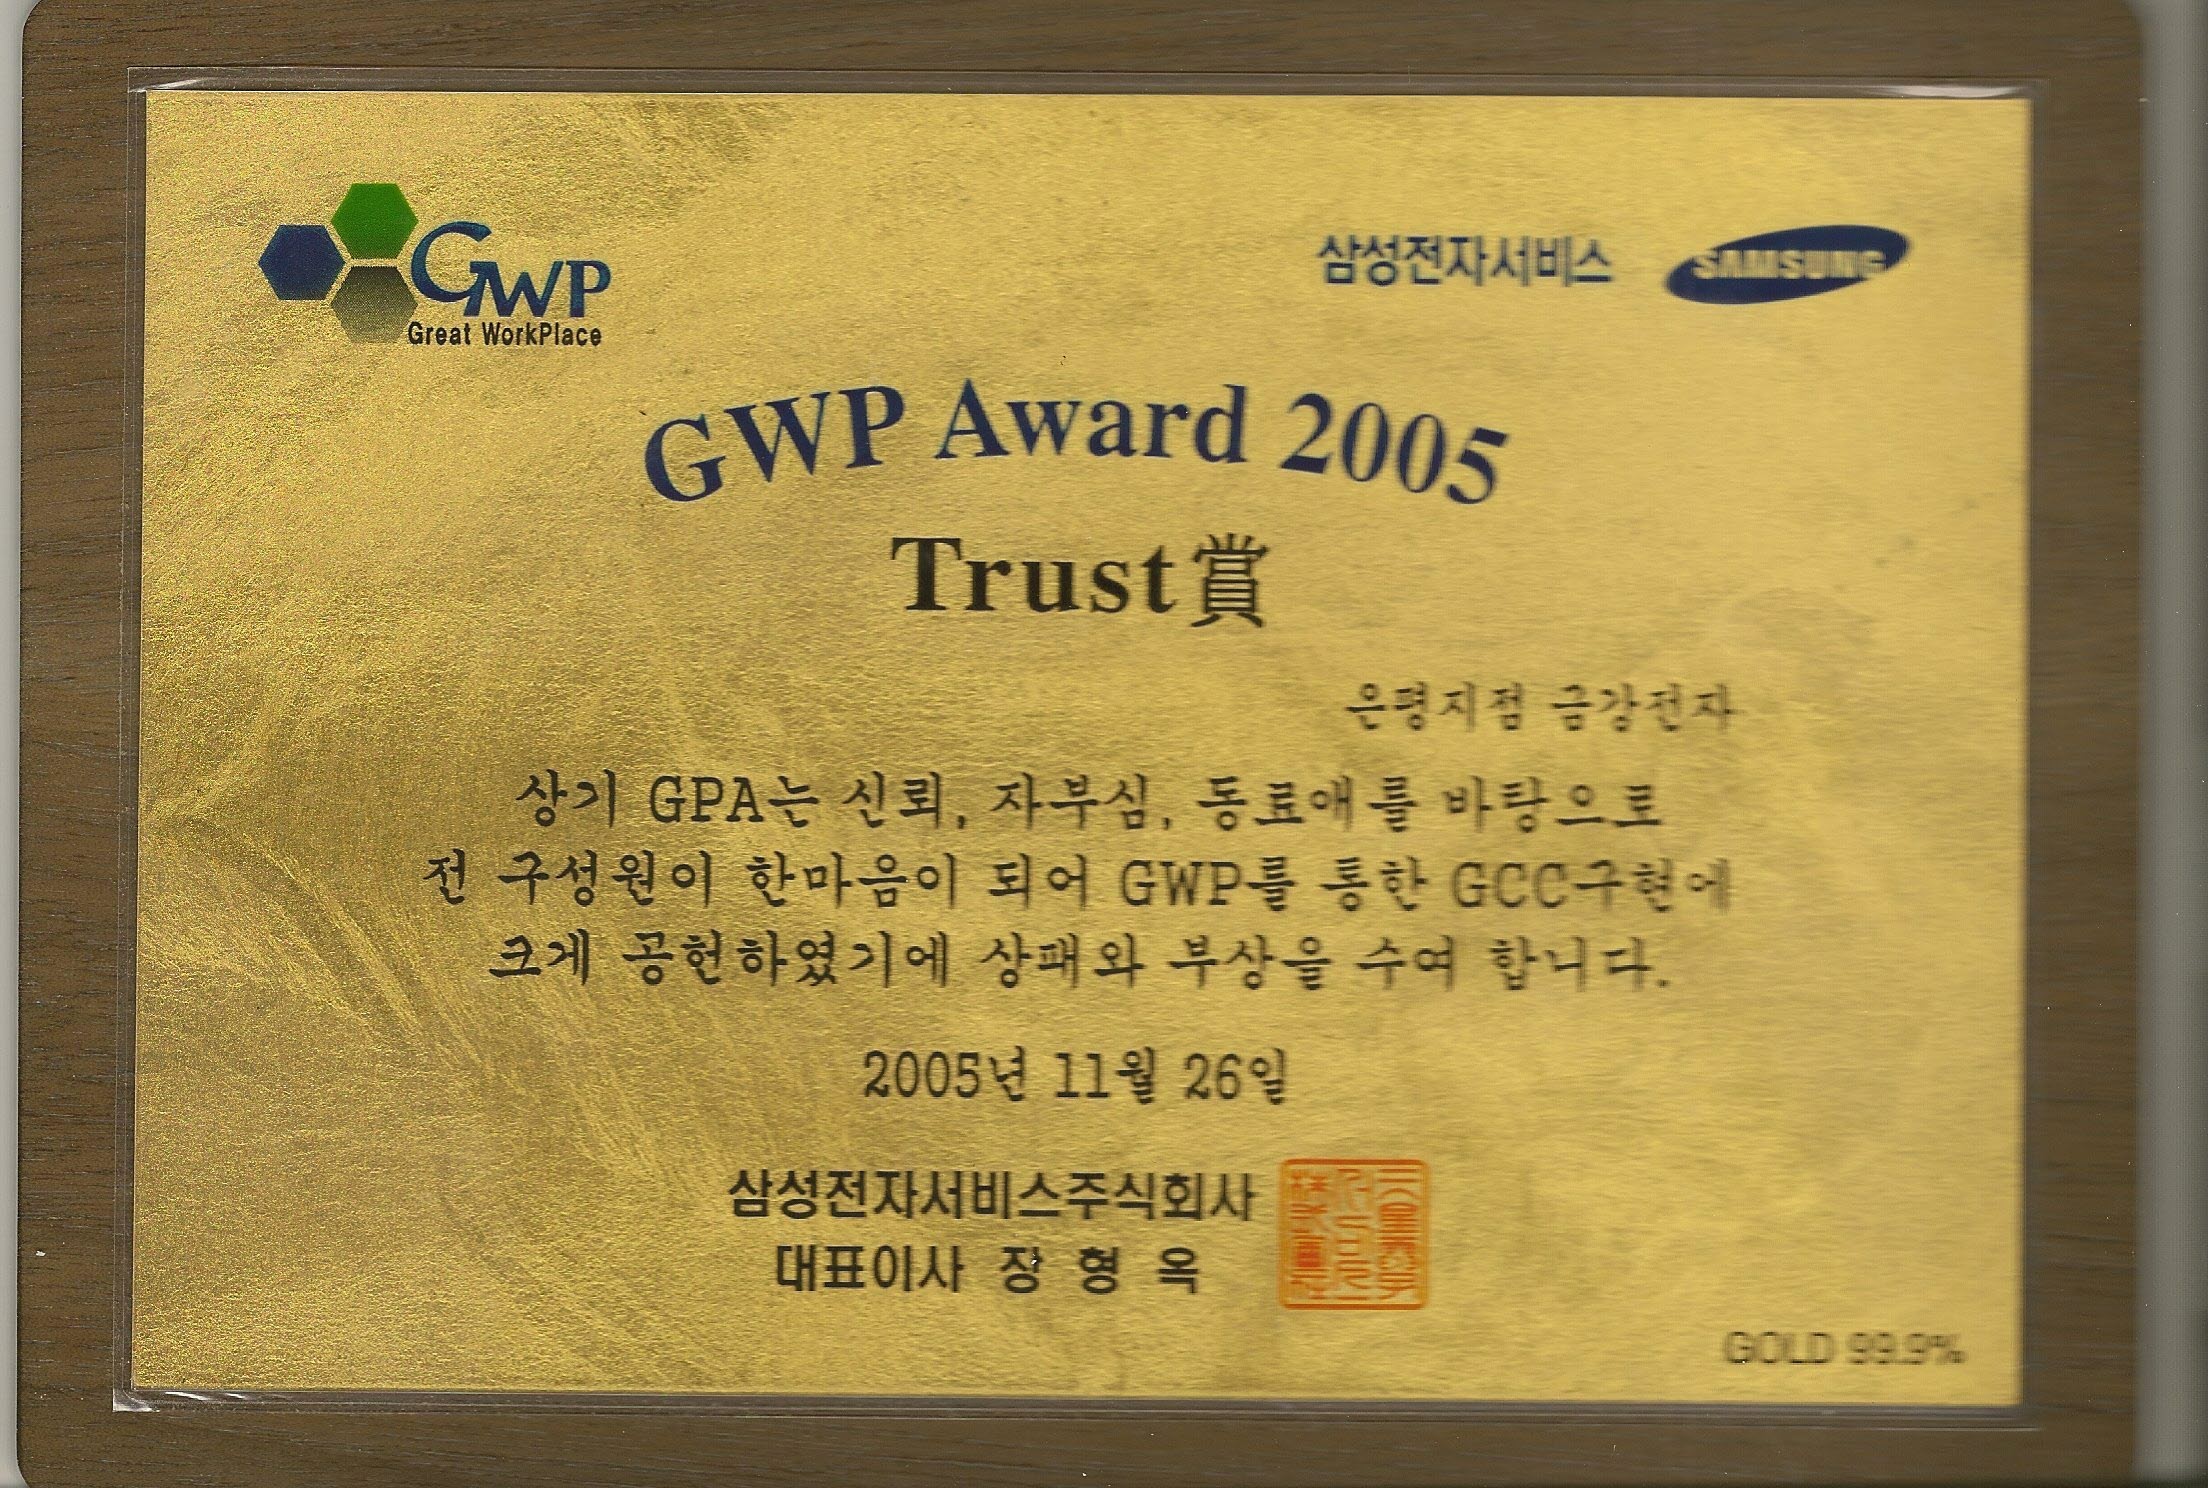 GWP
Great WorkPlace
삼성전자서비스 SAMSUNG
GWP Award 2005
Trust賞
은평지점 금강전자
상기 GPA는 신뢰, 자부심, 동료애를 바탕으로
전 구성원이 한마음이 되어 GWP를 통한 GCC구현에
크게 공헌하였기에 상패와 부상을 수여 합니다.
2005년 11월 26일
삼성전자서비스주식회사
대표이사 장 형 옥
GOLD 99.9%